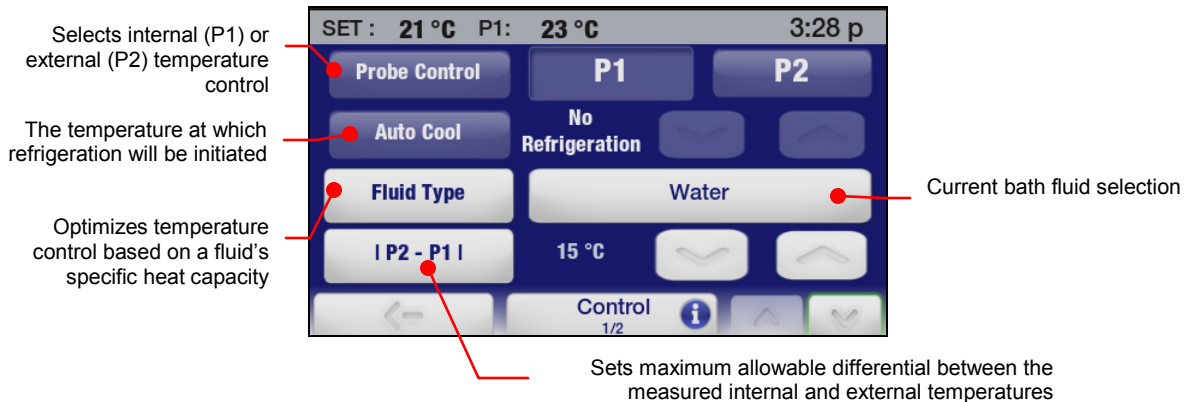 Selects internal (P1) or
external (P2) temperature
control
The temperature at which
refrigeration will be initiated
Optimizes temperature
control based on a fluid's
specific heat capacity
SET : 21 °C P1: 23 °C 3:28 p
Probe Control P1 P2
Auto Cool No
Refrigeration
Fluid Type Water
| P2 - P1 | 15 °C
Control
1/2
i
Current bath fluid selection
Sets maximum allowable differential between the
measured internal and external temperatures